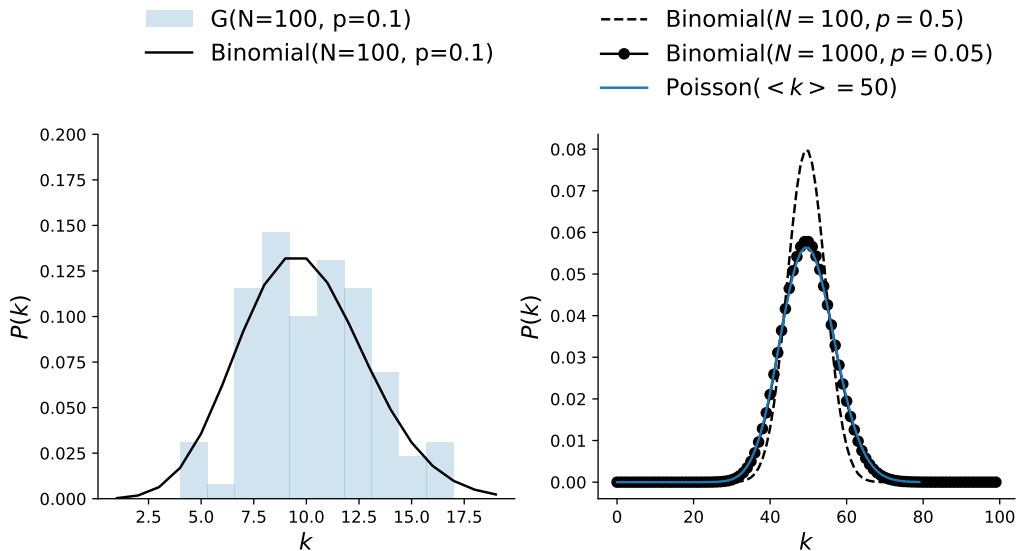 G(N=100, p=0.1)
Binomial(N=100, p=0.1)
Binomial(N = 100, p = 0.5)
Binomial(N = 1000, p = 0.05)
Poisson( < k > = 50)
0.200
0.175
0.150
0.125
0.100
0.075
0.050
0.025
0.000
P(k)
2.5 5.0 7.5 10.0 12.5 15.0 17.5
k
0.08
0.07
0.06
0.05
0.04
0.03
0.02
0.01
0.00
P(k)
0 20 40 60 80 100
k